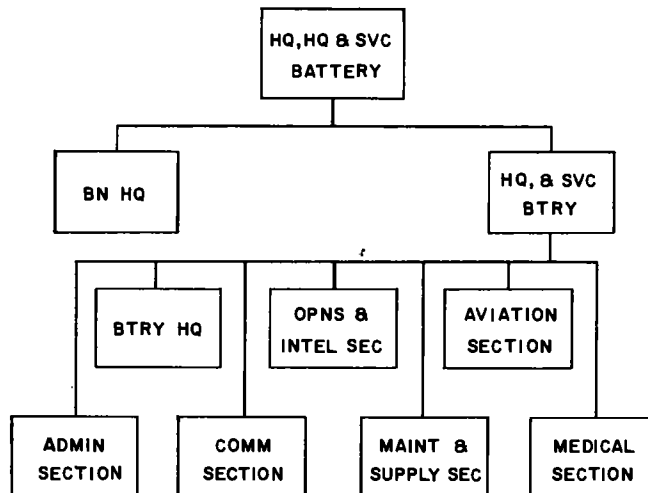 HQ, HQ & SVC
BATTERY
BN HQ
HQ, & SVC
BTRY
BTRY HQ
OPNS &
INTEL SEC
AVIATION
SECTION
ADMIN
SECTION
COMM
SECTION
MAINT &
SUPPLY SEC
MEDICAL
SECTION